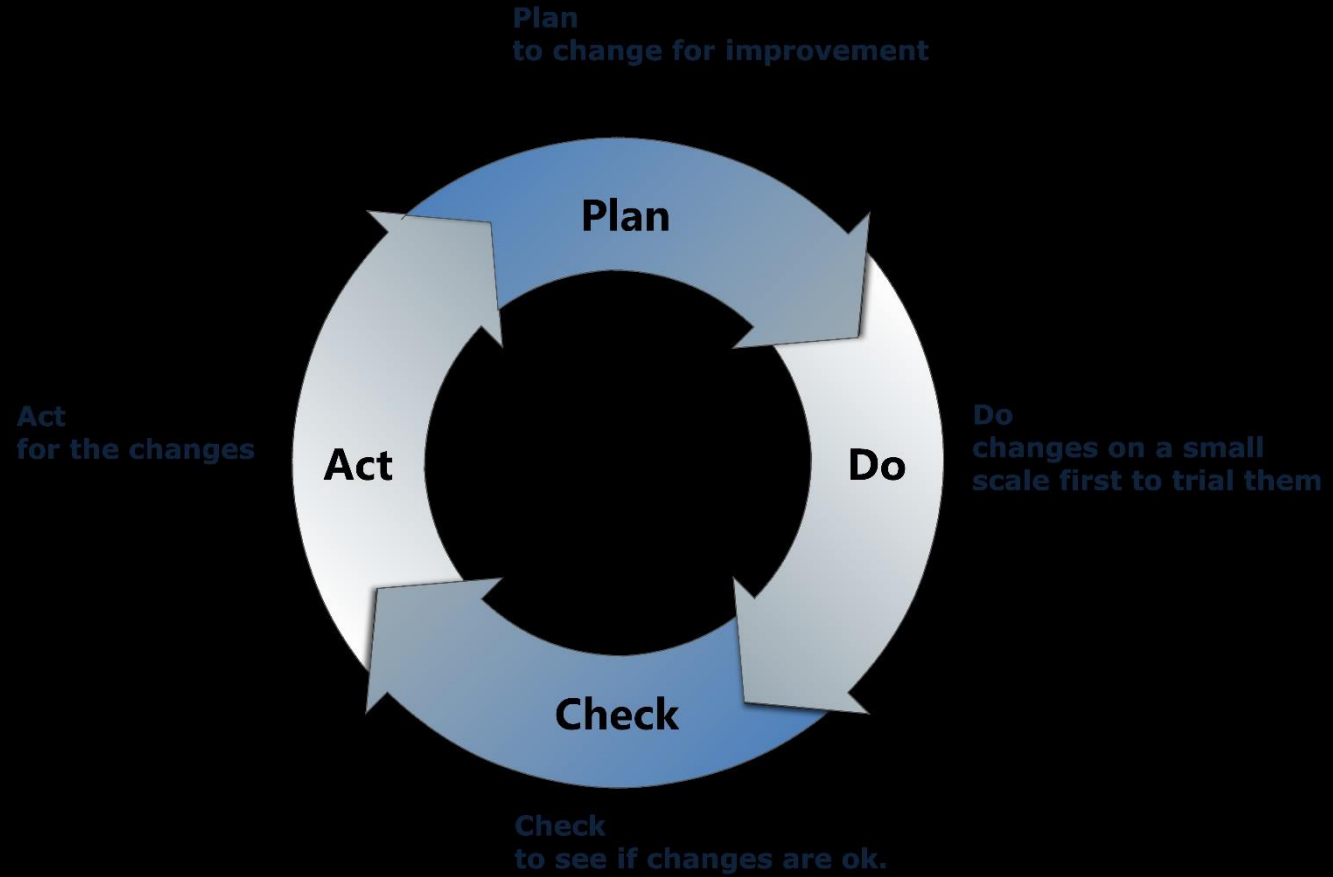 Plan
to change for improvement
Plan
Act
for the changes
Act
Do
Do
changes on a small
scale first to trial them
Check
Check
to see if changes are ok.